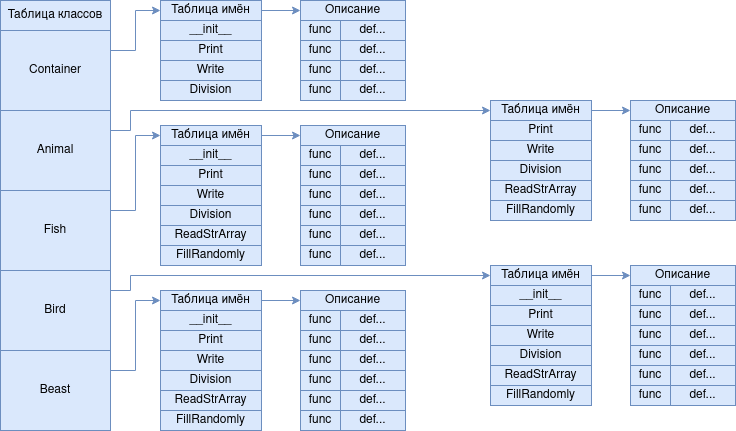 Таблица классов
Container
Animal
Fish
Bird
Beast
Таблица имён
__init__
Print
Write
Division
Описание
func def...
func def...
func def...
func def...
Таблица имён
Print
Write
Division
ReadStrArray
FillRandomly
Описание
func def...
func def...
func def...
func def...
func def...
Таблица имён
__init__
Print
Write
Division
ReadStrArray
FillRandomly
Описание
func def...
func def...
func def...
func def...
func def...
func def...
Таблица имён
__init__
Print
Write
Division
ReadStrArray
FillRandomly
Описание
func def...
func def...
func def...
func def...
func def...
func def...
Таблица имён
__init__
Print
Write
Division
ReadStrArray
FillRandomly
Описание
func def...
func def...
func def...
func def...
func def...
func def...